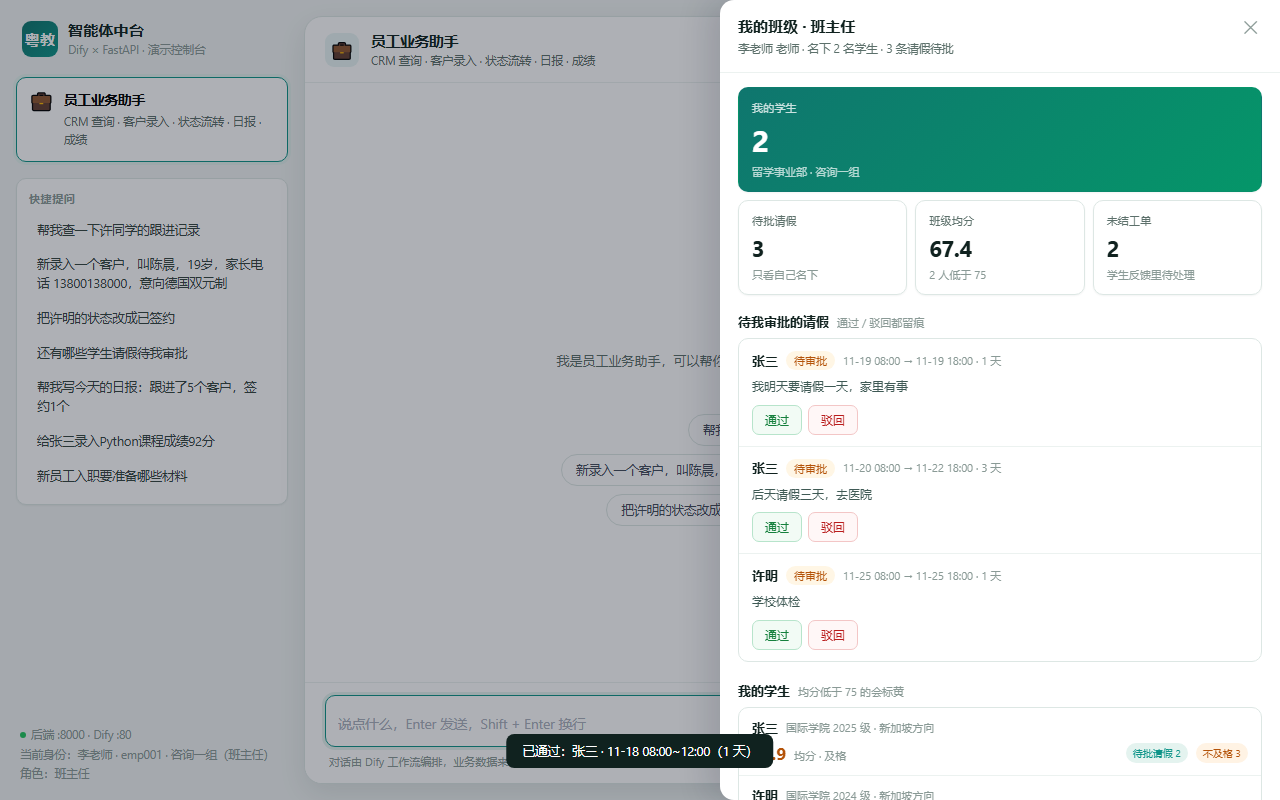 粤教
智能体中台
Dify × FastAPI · 演示控制台
员工业务助手
CRM 查询 · 客户录入 · 状态流转 · 日报 ·
成绩
快捷提问
帮我查一下许同学的跟进记录
新录入一个客户，叫陈晨，19岁，家长电
话 13800138000，意向德国双元制
把许明的状态改成已签约
还有哪些学生请假待我审批
帮我写今天的日报：跟进了5个客户，签
约1个
给张三录入Python课程成绩92分
新员工入职要准备哪些材料
后端 :8000 · Dify :80
当前身份：李老师 · emp001 · 咨询一组（班主任）
角色：班主任
员工业务助手
CRM 查询 · 客户录入 · 状态流转 · 日报 · 成绩
我是员工业务助手，可以帮你
帮我
新录入一个客户，叫陈晨，
把许明的状态改成
说点什么，Enter 发送，Shift + Enter 换行
对话由 Dify 工作流编排，业务数据来
已通过：张三 · 11-18 08:00~12:00（1 天）
我的班级 · 班主任
李老师 老师 · 名下 2 名学生 · 3 条请假待批
我的学生
2
留学事业部 · 咨询一组
待批请假
3
只看自己名下
班级均分
67.4
2 人低于 75
未结工单
2
学生反馈里待处理
待我审批的请假 通过 / 驳回都留痕
张三 待审批 11-19 08:00 → 11-19 18:00 · 1 天
我明天要请假一天，家里有事
通过 驳回
张三 待审批 11-20 08:00 → 11-22 18:00 · 3 天
后天请假三天，去医院
通过 驳回
许明 待审批 11-25 08:00 → 11-25 18:00 · 1 天
学校体检
通过 驳回
我的学生 均分低于 75 的会标黄
张三 国际学院 2025 级 · 新加坡方向
.9 均分 · 及格 待批请假 2 不及格 3
许明 国际学院 2024 级 · 新加坡方向